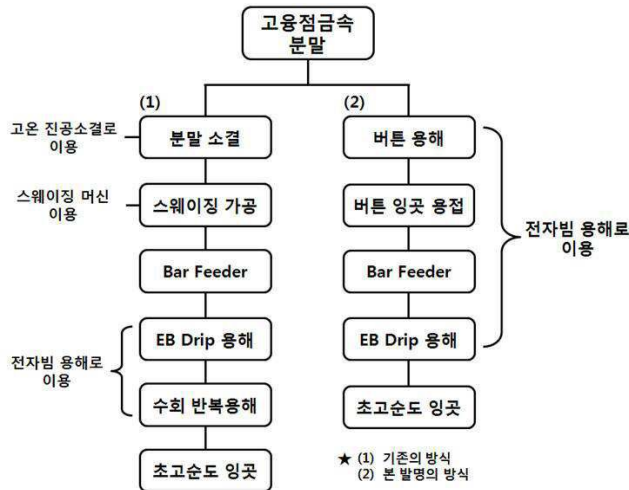 고융점금속
분말
(1)
(2)
고온 진공소결로
이용
분말 소결
버튼 용해
스웨이징 머신
이용
스웨이징 가공
버튼 잉곳 용접
전자빔 용해로
이용
Bar Feeder
Bar Feeder
EB Drip 용해
EB Drip 용해
전자빔 용해로
이용
수회 반복용해
초고순도 잉곳
초고순도 잉곳
★ (1) 기존의 방식
(2) 본 발명의 방식